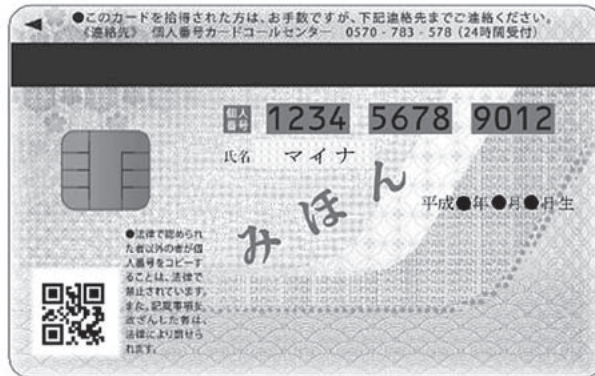 ●このカードを拾得された方は、お手数ですが、下記連絡先までご連絡ください。
《連絡先》 個人番号カードコールセンター 0570-783-578(24時間受付)
個人番号 1234 5678 9012
氏名 マイナ
平成●年●月●日生
みほん
●法律で認められ
た者以外の者が個
人番号をコピーす
ることは、法律で
禁止されています。
また、記載事項を
改ざんした者は、
法律により罰せら
れます。